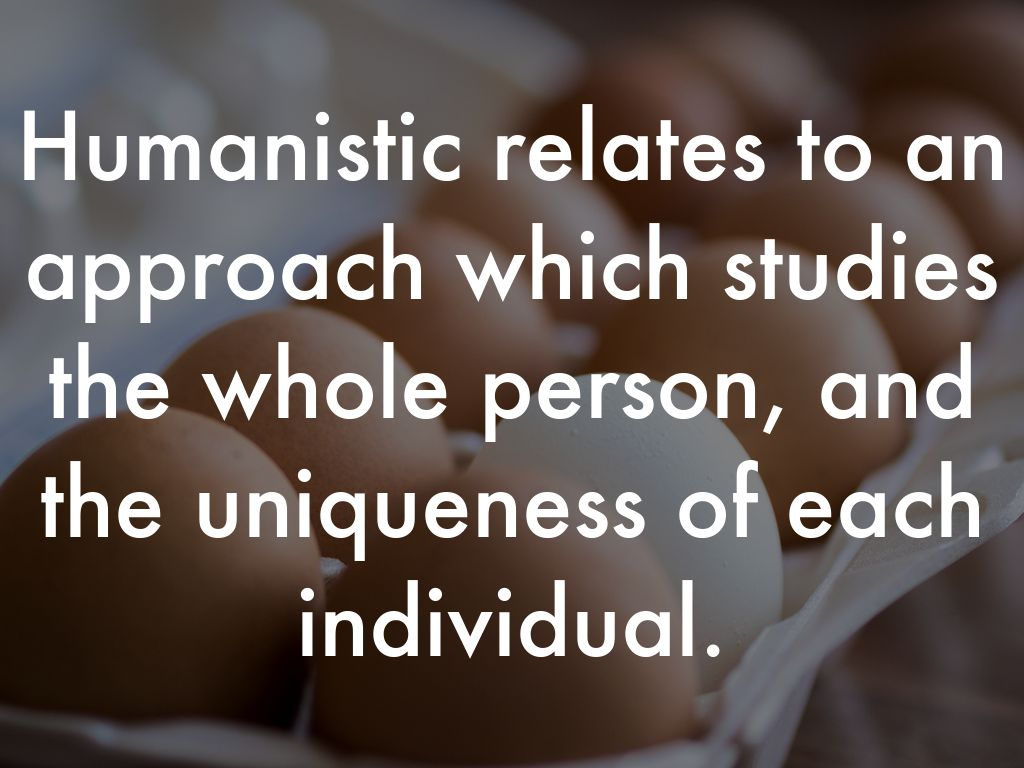 Humanistic relates to an
approach which studies
the whole person, and
the uniqueness of each
individual.